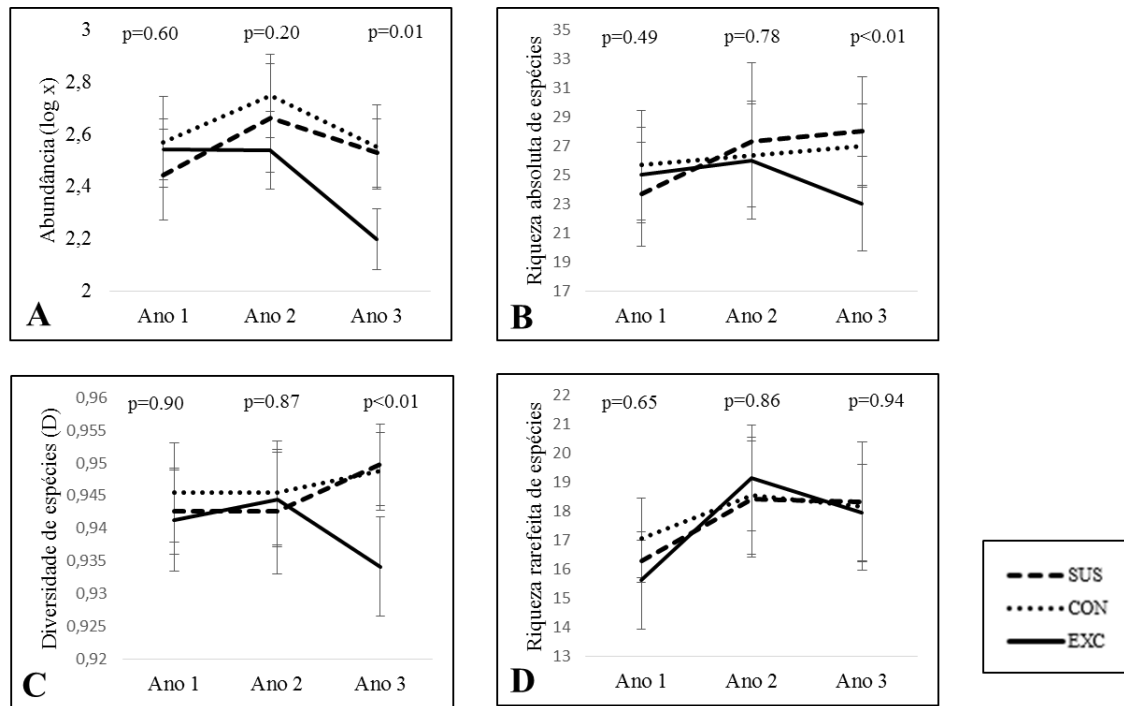 Abundância (log x)
3
2,8
2,6
2,4
2,2
2
p=0.60 p=0.20 p=0.01
Ano 1 Ano 2 Ano 3
A
Riqueza absoluta de espécies
35
33
31
29
27
25
23
21
19
17
p=0.49 p=0.78 p<0.01
Ano 1 Ano 2 Ano 3
B
Diversidade de espécies (D)
0,96
0,955
0,95
0,945
0,94
0,935
0,93
0,925
0,92
p=0.90 p=0.87 p<0.01
Ano 1 Ano 2 Ano 3
C
Riqueza rarefeita de espécies
22
21
20
19
18
17
16
15
14
13
p=0.65 p=0.86 p=0.94
Ano 1 Ano 2 Ano 3
D
SUS
CON
EXC